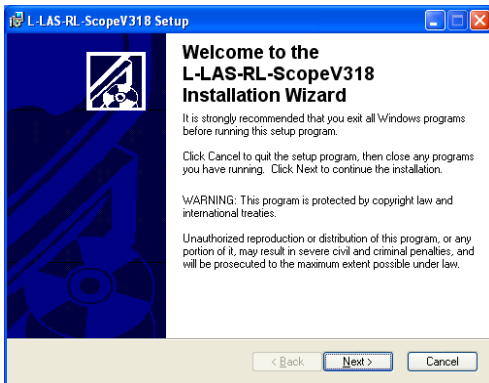 L-LAS-RL-ScopeV318 Setup
Welcome to the
L-LAS-RL-ScopeV318
Installation Wizard
It is strongly recommended that you exit all Windows programs
before running this setup program.
Click Cancel to quit the setup program, then close any programs
you have running. Click Next to continue the installation.
WARNING: This program is protected by copyright law and
international treaties.
Unauthorized reproduction or distribution of this program, or any
portion of it, may result in severe civil and criminal penalties, and
will be prosecuted to the maximum extent possible under law.
< Back Next > Cancel